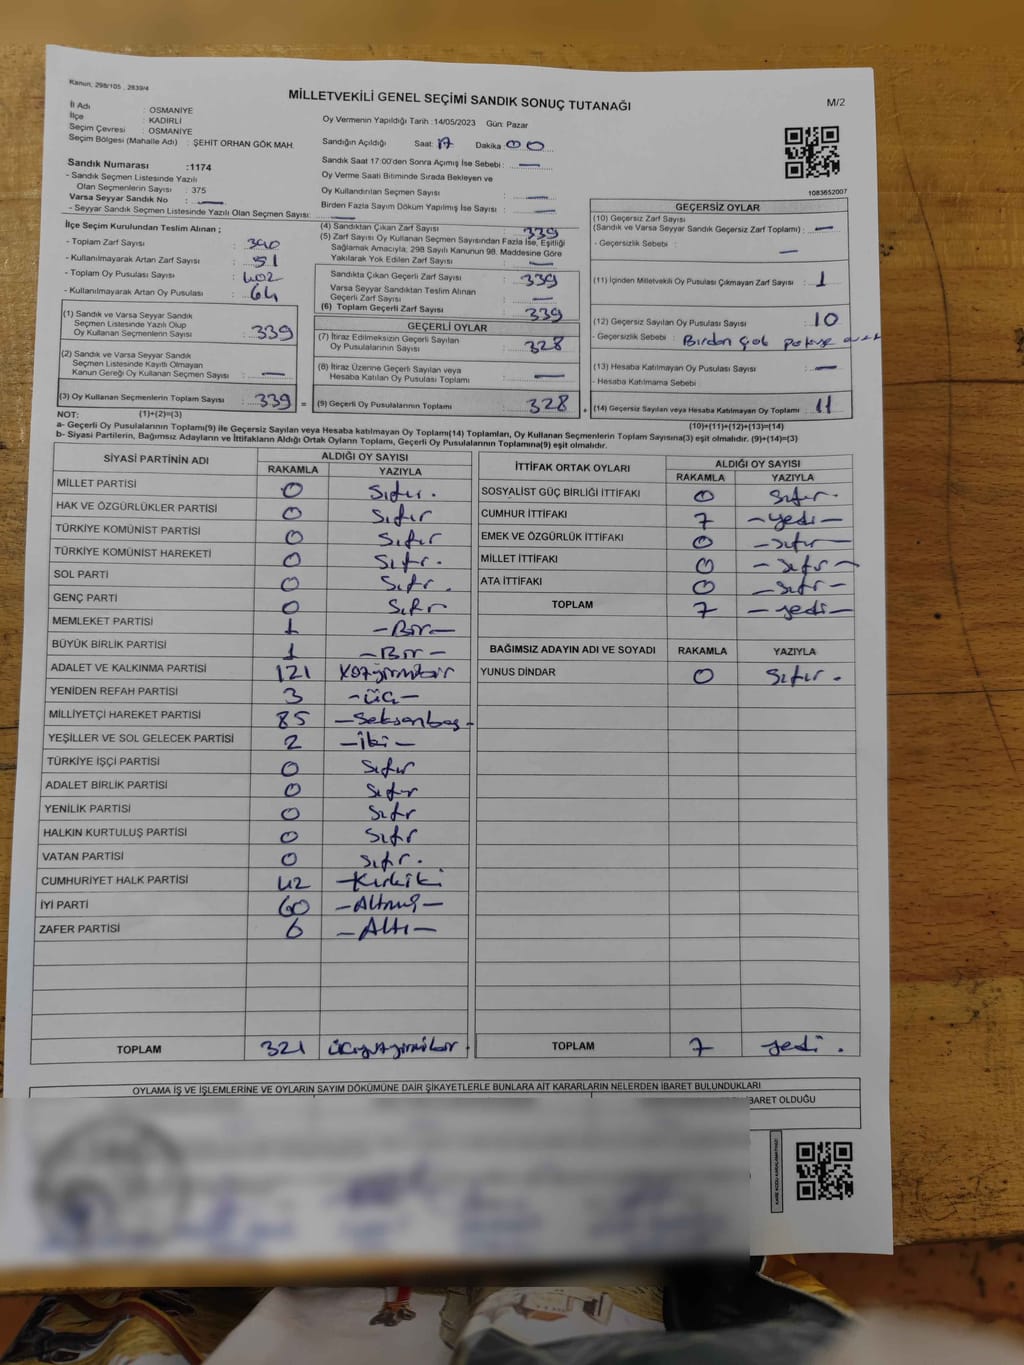 Kanun, 298/105 , 2839/4
MİLLETVEKİLİ GENEL SEÇİMİ SANDIK SONUÇ TUTANAĞI
M/2
İl Adı : OSMANİYE
İlçe : KADİRLİ
Seçim Çevresi : OSMANİYE
Seçim Bölgesi (Mahalle Adı) : ŞEHİT ORHAN GÖK MAH.
Oy Vermenin Yapıldığı Tarih :14/05/2023 Gün: Pazar
Sandığın Açıldığı Saat: 17 Dakika 00
Sandık Saat 17:00'den Sonra Açımış İse Sebebi : —
Oy Verme Saati Bitiminde Sırada Bekleyen ve
Oy Kullandırılan Seçmen Sayısı : —
Birden Fazla Sayım Döküm Yapılmış İse Sayısı : —
Sandık Numarası :1174
- Sandık Seçmen Listesinde Yazılı
Olan Seçmenlerin Sayısı : 375
Varsa Seyyar Sandık No : —
- Seyyar Sandık Seçmen Listesinde Yazılı Olan Seçmen Sayısı: —
1083652007
İlçe Seçim Kurulundan Teslim Alınan ;
- Toplam Zarf Sayısı : 390
- Kullanılmayarak Artan Zarf Sayısı : 51
- Toplam Oy Pusulası Sayısı : 402
- Kullanılmayarak Artan Oy Pusulası : 64
(1) Sandık ve Varsa Seyyar Sandık
Seçmen Listesinde Yazılı Olup
Oy Kullanan Seçmenlerin Sayısı : 339
(2) Sandık ve Varsa Seyyar Sandık
Seçmen Listesinde Kayıtlı Olmayan
Kanun Gereği Oy Kullanan Seçmen Sayısı : —
(3) Oy Kullanan Seçmenlerin Toplam Sayısı : 339 =
(4) Sandıktan Çıkan Zarf Sayısı : 339
(5) Zarf Sayısı Oy Kullanan Seçmen Sayısından Fazla İse, Eşitliği
Sağlamak Amacıyla, 298 Sayılı Kanunun 98. Maddesine Göre
Yakılarak Yok Edilen Zarf Sayısı : —
Sandıkta Çıkan Geçerli Zarf Sayısı : 339
Varsa Seyyar Sandıktan Teslim Alınan
Geçerli Zarf Sayısı : —
(6) Toplam Geçerli Zarf Sayısı : 339
GEÇERLİ OYLAR
(7) İtiraz Edilmeksizin Geçerli Sayılan
Oy Pusulalarının Sayısı : 328
(8) İtiraz Üzerine Geçerli Sayılan veya
Hesaba Katılan Oy Pusulası Toplamı : —
(9) Geçerli Oy Pusulalarının Toplamı : 328
GEÇERSİZ OYLAR
(10) Geçersiz Zarf Sayısı
(Sandık ve Varsa Seyyar Sandık Geçersiz Zarf Toplamı) : —
- Geçersizlik Sebebi : —
(11) İçinden Milletvekili Oy Pusulası Çıkmayan Zarf Sayısı : 1
(12) Geçersiz Sayılan Oy Pusulası Sayısı : 10
- Geçersizlik Sebebi : Birden çok
(13) Hesaba Katılmayan Oy Pusulası Sayısı : —
- Hesaba Katılmama Sebebi
(14) Geçersiz Sayılan veya Hesaba Katılmayan Oy Toplamı : 11
NOT: (1)+(2)=(3) (10)+(11)+(12)+(13)=(14)
a- Geçerli Oy Pusulalarının Toplamı(9) ile Geçersiz Sayılan veya Hesaba katılmayan Oy Toplam(14) Toplamları, Oy Kullanan Seçmenlerin Toplam Sayısına(3) eşit olmalıdır. (9)+(14)=(3)
b- Siyasi Partilerin, Bağımsız Adayların ve İttifakların Aldığı Ortak Oyların Toplamı, Geçerli Oy Pusulalarının Toplamına(9) eşit olmalıdır.
SİYASİ PARTİNİN ADI ALDIĞI OY SAYISI
RAKAMLA YAZIYLA
MİLLET PARTİSİ 0 Sıfır.
HAK VE ÖZGÜRLÜKLER PARTİSİ 0 Sıfır
TÜRKİYE KOMÜNİST PARTİSİ 0 Sıfır
TÜRKİYE KOMÜNİST HAREKETİ 0 Sıfır.
SOL PARTİ 0 Sıfır.
GENÇ PARTİ 0 Sıfır
MEMLEKET PARTİSİ 1 —Bir—
BÜYÜK BİRLİK PARTİSİ 1 —Bir—
ADALET VE KALKINMA PARTİSİ 121 Yüzyirmibir
YENİDEN REFAH PARTİSİ 3 —üç—
MİLLİYETÇİ HAREKET PARTİSİ 85 —Seksenbeş—
YEŞİLLER VE SOL GELECEK PARTİSİ 2 —İki—
TÜRKİYE İŞÇİ PARTİSİ 0 Sıfır
ADALET BİRLİK PARTİSİ 0 Sıfır
YENİLİK PARTİSİ 0 Sıfır
HALKIN KURTULUŞ PARTİSİ 0 Sıfır
VATAN PARTİSİ 0 Sıfır.
CUMHURİYET HALK PARTİSİ 42 —Kırkiki
İYİ PARTİ 60 —Altmış—
ZAFER PARTİSİ 6 —Altı—
TOPLAM 321 üçyüzyirmibir.
İTTİFAK ORTAK OYLARI ALDIĞI OY SAYISI
RAKAMLA YAZIYLA
SOSYALİST GÜÇ BİRLİĞİ İTTİFAKI 0 Sıfır.
CUMHUR İTTİFAKI 7 —yedi—
EMEK VE ÖZGÜRLÜK İTTİFAKI 0 —sıfır—
MİLLET İTTİFAKI 0 —sıfır—
ATA İTTİFAKI 0 —sıfır—
TOPLAM 7 —yedi—
BAĞIMSIZ ADAYIN ADI VE SOYADI RAKAMLA YAZIYLA
YUNUS DİNDAR 0 Sıfır.
TOPLAM 7 yedi.
OYLAMA İŞ VE İŞLEMLERİNE VE OYLARIN SAYIM DÖKÜMÜNE DAİR ŞİKAYETLERLE BUNLARA AİT KARARLARIN NELERDEN İBARET BULUNDUKLARI
İBARET OLDUĞU